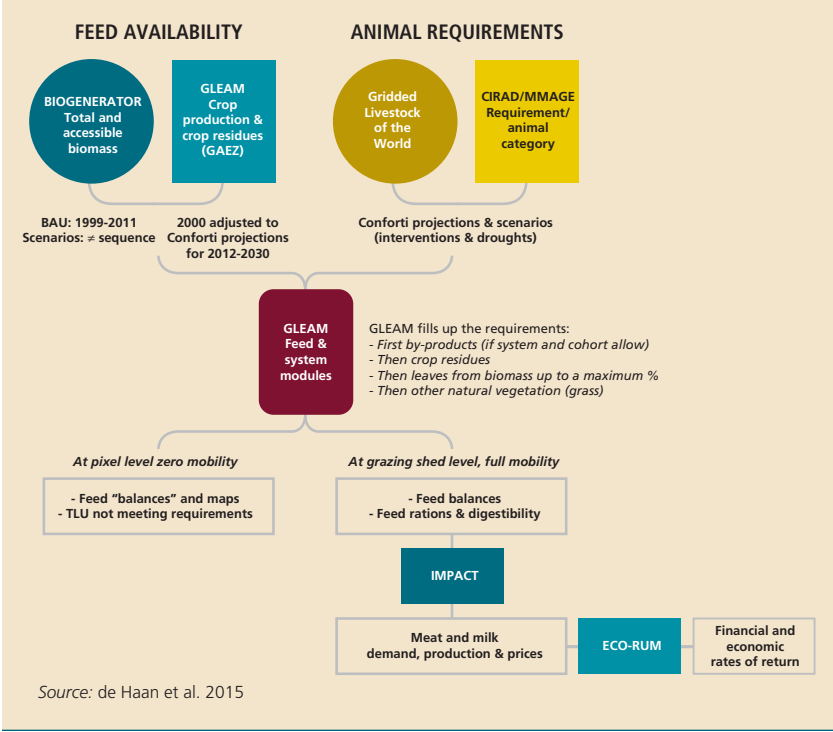 FEED AVAILABILITY
ANIMAL REQUIREMENTS
BIOGENERATOR
Total and
accessible
biomass
GLEAM
Crop
production &
crop residues
(GAEZ)
Gridded
Livestock
of the
World
CIRAD/MMAGE
Requirement/
animal
category
BAU: 1999-2011
Scenarios: ≠ sequence
2000 adjusted to
Conforti projections
for 2012-2030
Conforti projections & scenarios
(interventions & droughts)
GLEAM
Feed &
system
modules
GLEAM fills up the requirements:
- First by-products (if system and cohort allow)
- Then crop residues
- Then leaves from biomass up to a maximum %
- Then other natural vegetation (grass)
At pixel level zero mobility
- Feed “balances” and maps
- TLU not meeting requirements
At grazing shed level, full mobility
- Feed balances
- Feed rations & digestibility
IMPACT
Meat and milk
demand, production & prices
ECO-RUM
Financial and
economic
rates of return
Source: de Haan et al. 2015